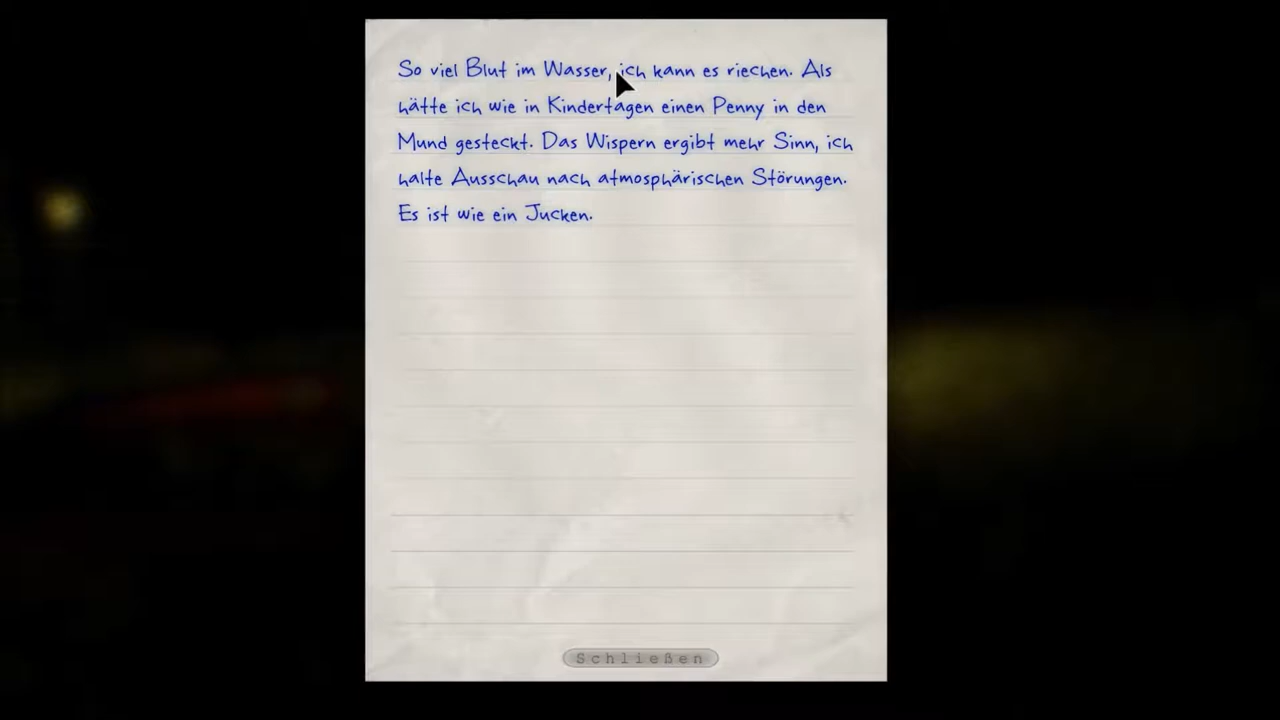 So viel Blut im Wasser, ich kann es riechen. Als
hätte ich wie in Kindertagen einen Penny in den
Mund gesteckt. Das Wispern ergibt mehr Sinn, ich
halte Ausschau nach atmosphärischen Störungen.
Es ist wie ein Jucken.
Schließen